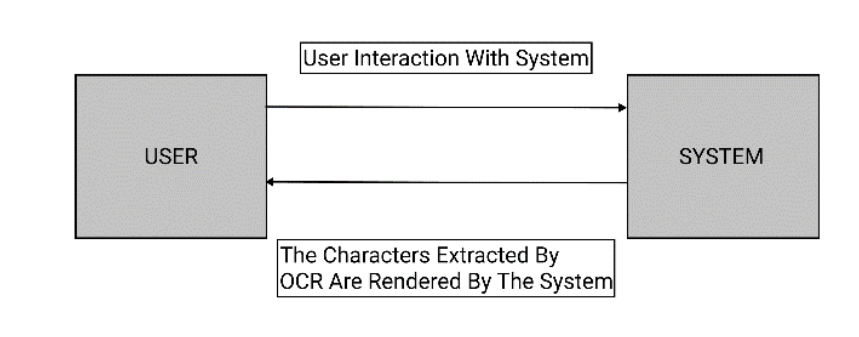 User Interaction With System
USER
SYSTEM
The Characters Extracted By
OCR Are Rendered By The System